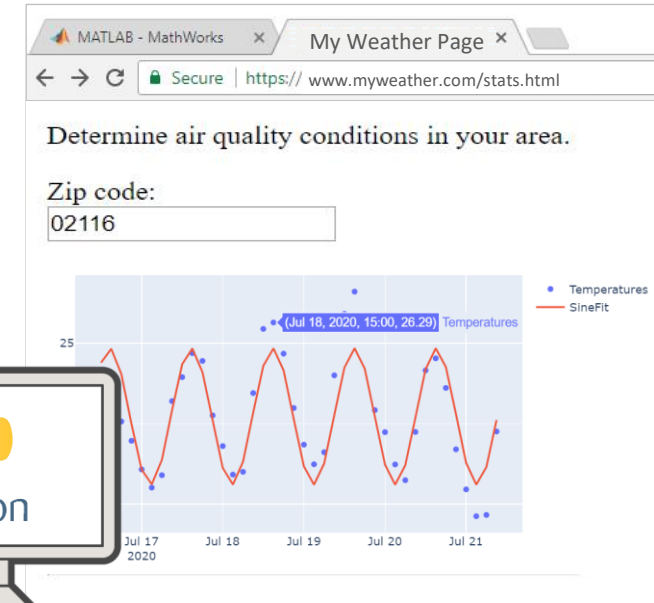 MATLAB - MathWorks × My Weather Page ×
Secure | https:// www.myweather.com/stats.html
Determine air quality conditions in your area.
Zip code:
02116
Temperatures
SineFit
(Jul 18, 2020, 15:00, 26.29) Temperatures
25
on
Jul 17 Jul 18 Jul 19 Jul 20 Jul 21
2020